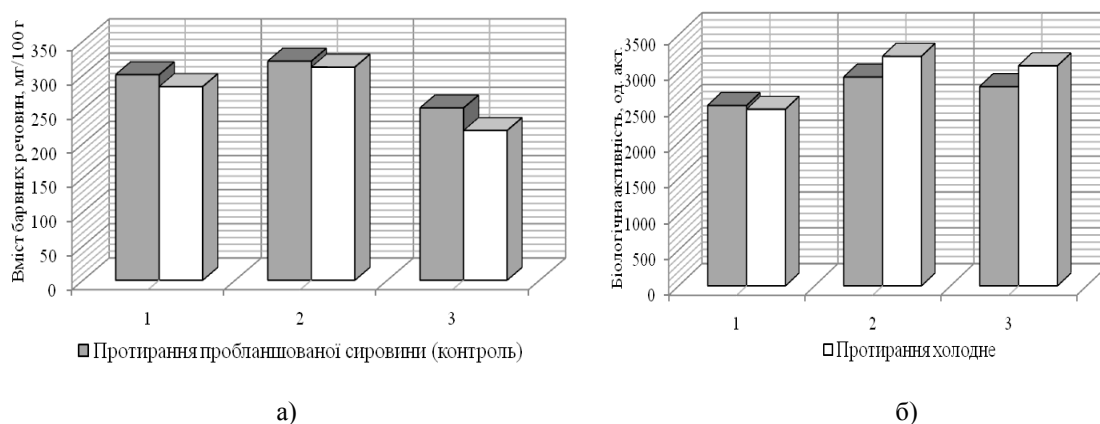 Вміст барвних речовин, мг/100 г
350
300
250
200
150
100
50
0
1 2 3
Біологічна активність, од. акт.
3500
3000
2500
2000
1500
1000
500
0
1 2 3
Протирання пробланшованої сировини (контроль)
Протирання холодне
а)
б)